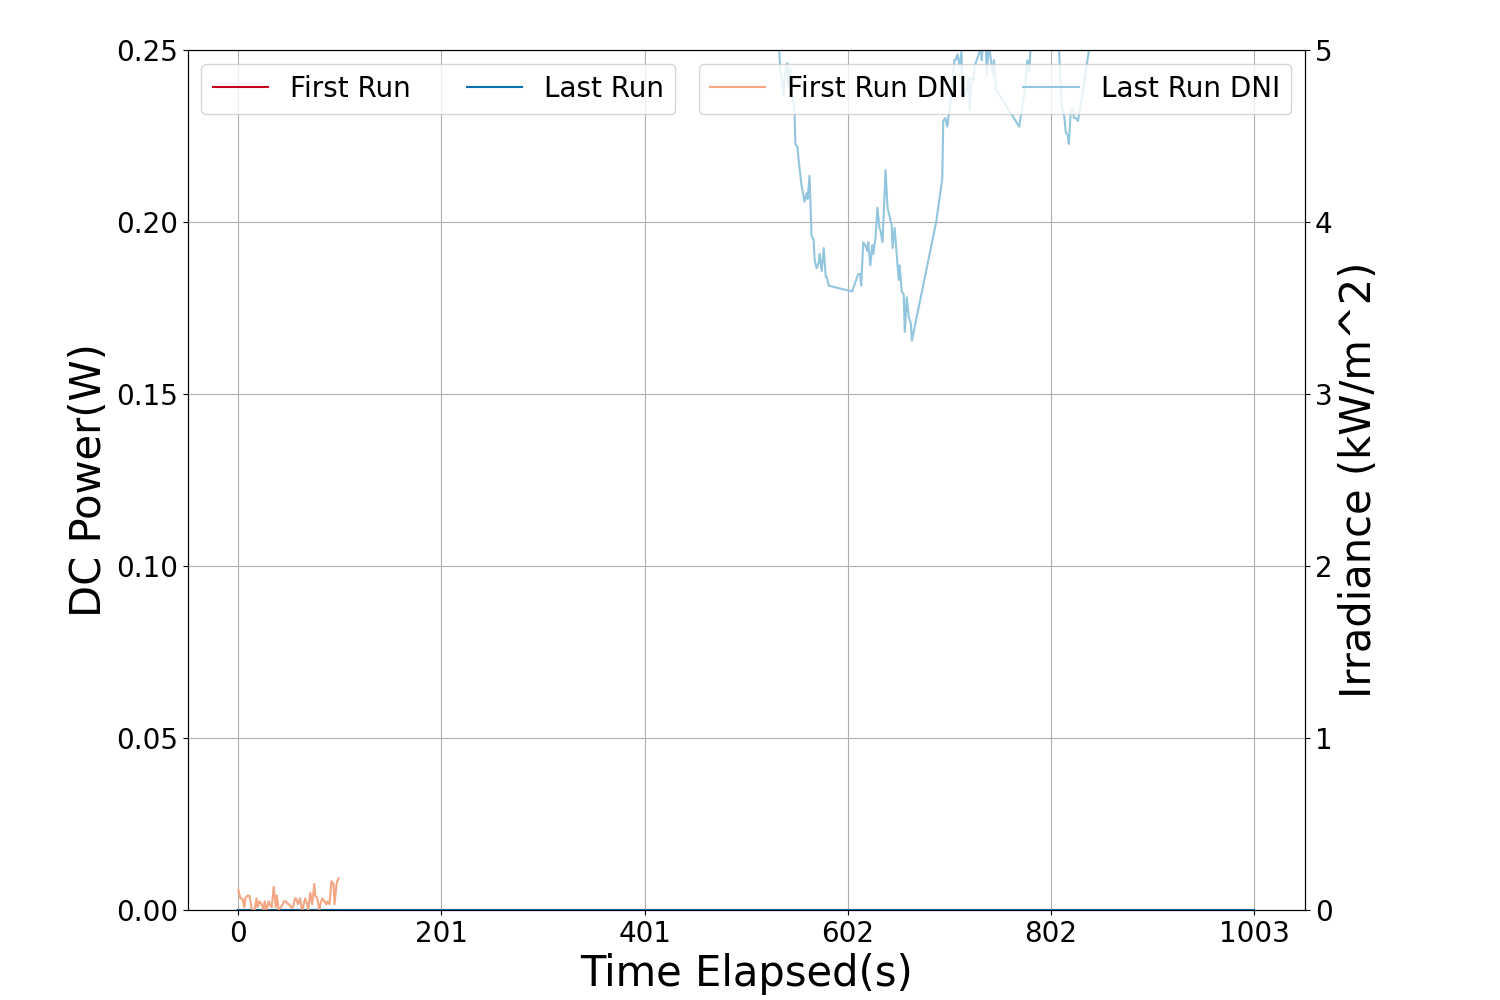 First Run
Last Run
First Run DNI
Last Run DNI
DC Power(W)
0.25
0.20
0.15
0.10
0.05
0.00
5
4
3
2
1
0
Irradiance (kW/m^2)
0 201 401 602 802 1003
Time Elapsed(s)